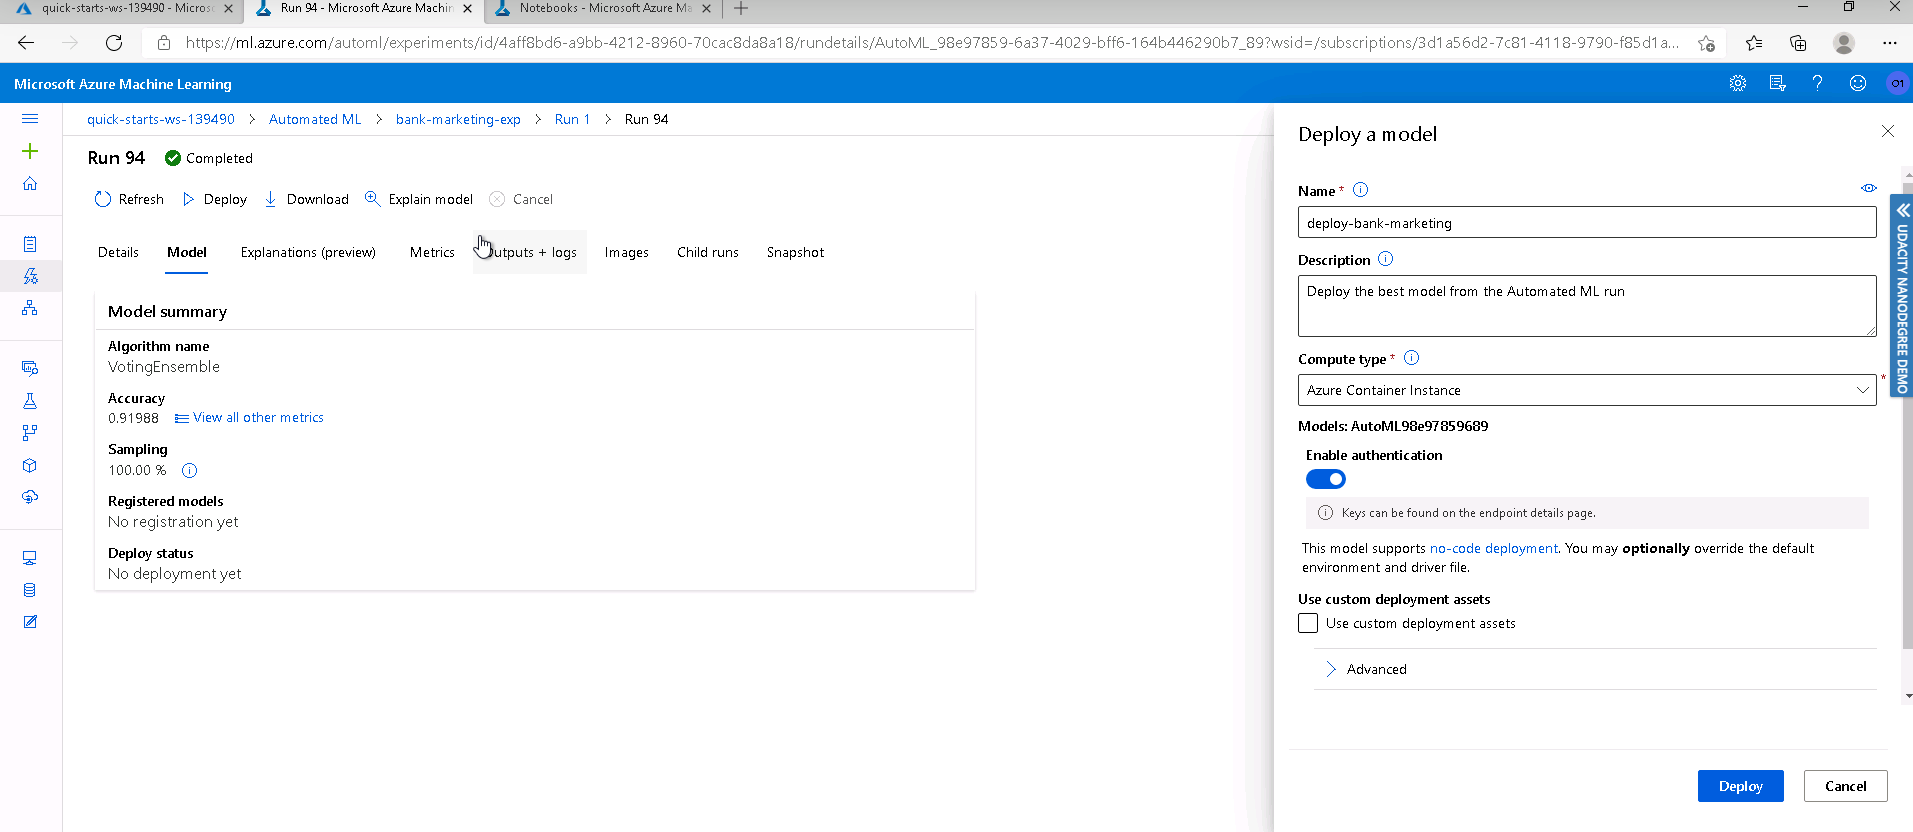 quick-starts-ws-139490 - Micros
Run 94 - Microsoft Azure Machin
Notebooks - Microsoft Azure Ma
https://ml.azure.com/automl/experiments/id/4aff8bd6-a9bb-4212-8960-70cac8da8a18/rundetails/AutoML_98e97859-6a37-4029-bff6-164b446290b7_89?wsid=/subscriptions/3d1a56d2-7c81-4118-9790-f85d1a...
Microsoft Azure Machine Learning
O1
quick-starts-ws-139490 > Automated ML > bank-marketing-exp > Run 1 > Run 94
Run 94 Completed
Refresh Deploy Download Explain model Cancel
Details Model Explanations (preview) Metrics Outputs + logs Images Child runs Snapshot
Model summary
Algorithm name
VotingEnsemble
Accuracy
0.91988 View all other metrics
Sampling
100.00 %
Registered models
No registration yet
Deploy status
No deployment yet
Deploy a model
Name *
deploy-bank-marketing
Description
Deploy the best model from the Automated ML run
Compute type *
Azure Container Instance
*
Models: AutoML98e97859689
Enable authentication
Keys can be found on the endpoint details page.
This model supports no-code deployment. You may optionally override the default
environment and driver file.
Use custom deployment assets
Use custom deployment assets
Advanced
Deploy Cancel
UDACITY NANODEGREE DEMO